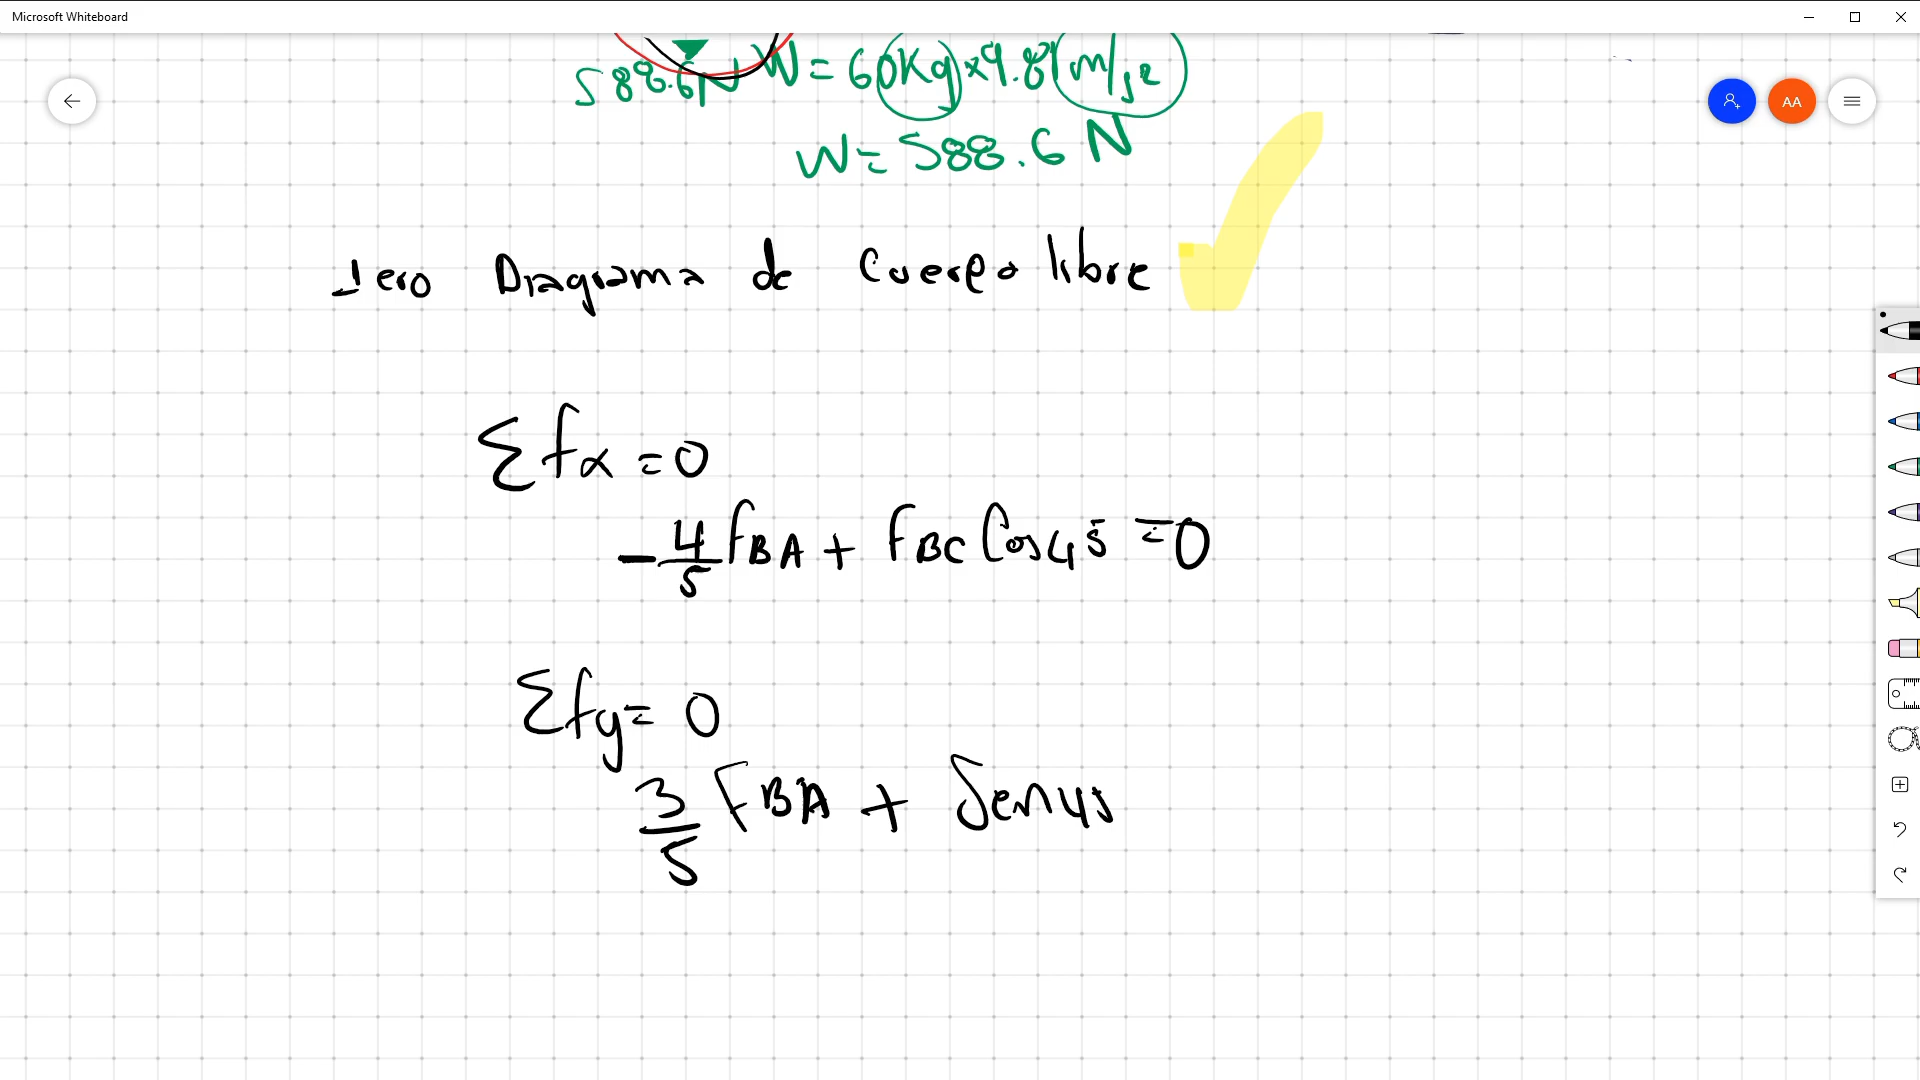 Microsoft Whiteboard
588.6N W = 60Kg x 9.81 m/s2
W = 588.6 N
AA
1ero Diagrama de Cuerpo libre
Σfx = 0
- 4/5 fBA + fBC Cos45 = 0
Σfy = 0
3/5 FBA + Sen45